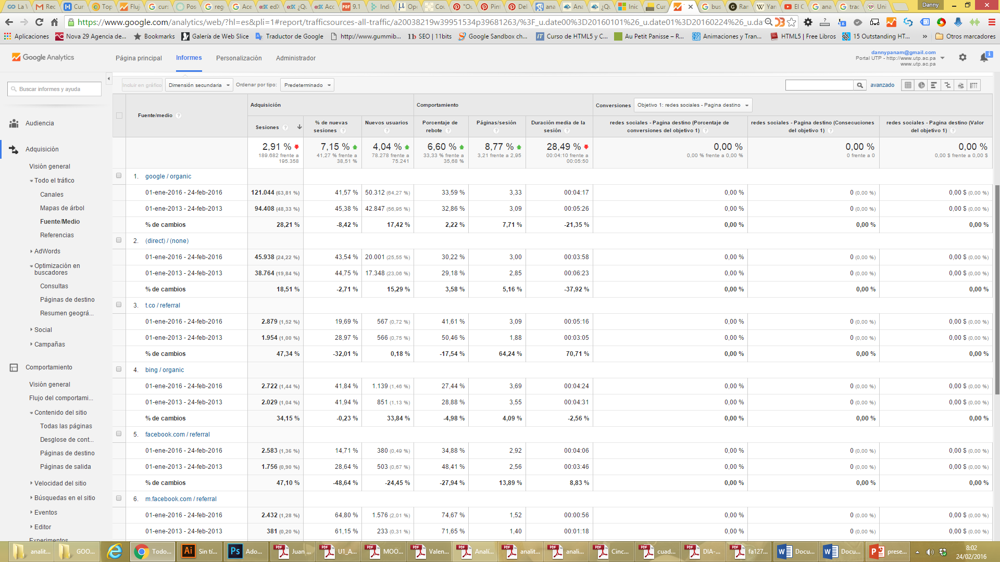 La V
Rec
Cur
Top
Fluj
curs
Pos
reg
Ace
edX
¿Qu
Acc
9.1
Indi
Ope
Cou
"Ou
Pint
Del
ana
Ana
¿Qu
Inic
Cur
bus
Ran
Yan
El C
ana
trac
Uni
Danny
https://www.google.com/analytics/web/?hl=es&pli=1#report/trafficsources-all-traffic/a20038219w39951534p39681263/%3F_u.date00%3D20160101%26_u.date01%3D20160224%26_u.da
Aplicaciones
Nova 29 Agencia de...
Bookmarks
Galería de Web Slice
Traductor de Google
http://www.gummib...
SEO | 11bits
Google Sandbox ch...
Curso de HTML5 y C...
Au Petit Panisse – R...
Animaciones y Tran...
HTML5 | Free Libros
15 Outstanding HT...
»
Otros marcadores
Google Analytics
Página principal
Informes
Personalización
Administrador
dannypanam@gmail.com
Portal UTP - http://www.utp.ac.pa
www.utp.ac.pa
Buscar informes y ayuda
Audiencia
Adquisición
Visión general
Todo el tráfico
Canales
Mapas de árbol
Fuente/Medio
Referencias
AdWords
Optimización en
buscadores
Consultas
Páginas de destino
Resumen geográ...
Social
Campañas
Comportamiento
Visión general
Flujo del comportami...
Contenido del sitio
Todas las páginas
Desglose de cont...
Páginas de destino
Páginas de salida
Velocidad del sitio
Búsquedas en el sitio
Eventos
Editor
Experimentos
Incluir en gráfico
Dimensión secundaria
Ordenar por tipo:
Predeterminado
avanzado
Fuente/medio
Adquisición
Comportamiento
Conversiones
Objetivo 1: redes sociales - Pagina destino
Sesiones
% de nuevas
sesiones
Nuevos usuarios
Porcentaje de
rebote
Páginas/sesión
Duración media de la
sesión
redes sociales - Pagina destino (Porcentaje de
conversiones del objetivo 1)
redes sociales - Pagina destino (Consecuciones
del objetivo 1)
redes sociales - Pagina destino (Valor
del objetivo 1)
2,91 % 7,15 % 4,04 % 6,60 % 8,77 % 28,49 % 0,00 % 0,00 % 0,00 %
189.682 frente a
195.358
41,27 % frente a
38,51 %
78.278 frente a
75.241
33,33 % frente a
35,68 %
3,21 frente a 2,95
00:04:10 frente a
00:05:50
0,00 % frente a 0,00 %
0 frente a 0
0,00 $ frente a 0,00 $
1. google / organic
01-ene-2016 - 24-feb-2016 121.044 (63,81 %) 41,57 % 50.312 (64,27 %) 33,59 % 3,33 00:04:17 0,00 % 0 (0,00 %) 0,00 $ (0,00 %)
01-ene-2013 - 24-feb-2013 94.408 (48,33 %) 45,38 % 42.847 (56,95 %) 32,86 % 3,09 00:05:26 0,00 % 0 (0,00 %) 0,00 $ (0,00 %)
% de cambios 28,21 % -8,42 % 17,42 % 2,22 % 7,71 % -21,35 % 0,00 % 0,00 % 0,00 %
2. (direct) / (none)
01-ene-2016 - 24-feb-2016 45.938 (24,22 %) 43,54 % 20.001 (25,55 %) 30,22 % 3,00 00:03:58 0,00 % 0 (0,00 %) 0,00 $ (0,00 %)
01-ene-2013 - 24-feb-2013 38.764 (19,84 %) 44,75 % 17.348 (23,06 %) 29,18 % 2,85 00:06:23 0,00 % 0 (0,00 %) 0,00 $ (0,00 %)
% de cambios 18,51 % -2,71 % 15,29 % 3,58 % 5,16 % -37,92 % 0,00 % 0,00 % 0,00 %
3. t.co / referral
01-ene-2016 - 24-feb-2016 2.879 (1,52 %) 19,69 % 567 (0,72 %) 41,61 % 3,09 00:05:16 0,00 % 0 (0,00 %) 0,00 $ (0,00 %)
01-ene-2013 - 24-feb-2013 1.954 (1,00 %) 28,97 % 566 (0,75 %) 50,46 % 1,88 00:03:05 0,00 % 0 (0,00 %) 0,00 $ (0,00 %)
% de cambios 47,34 % -32,01 % 0,18 % -17,54 % 64,24 % 70,71 % 0,00 % 0,00 % 0,00 %
4. bing / organic
01-ene-2016 - 24-feb-2016 2.722 (1,44 %) 41,84 % 1.139 (1,46 %) 27,44 % 3,69 00:04:24 0,00 % 0 (0,00 %) 0,00 $ (0,00 %)
01-ene-2013 - 24-feb-2013 2.029 (1,04 %) 41,94 % 851 (1,13 %) 28,88 % 3,55 00:04:31 0,00 % 0 (0,00 %) 0,00 $ (0,00 %)
% de cambios 34,15 % -0,23 % 33,84 % -4,98 % 4,09 % -2,56 % 0,00 % 0,00 % 0,00 %
5. facebook.com / referral
01-ene-2016 - 24-feb-2016 2.583 (1,36 %) 14,71 % 380 (0,49 %) 34,88 % 2,92 00:04:06 0,00 % 0 (0,00 %) 0,00 $ (0,00 %)
01-ene-2013 - 24-feb-2013 1.756 (0,90 %) 28,64 % 503 (0,67 %) 48,41 % 2,56 00:03:46 0,00 % 0 (0,00 %) 0,00 $ (0,00 %)
% de cambios 47,10 % -48,64 % -24,45 % -27,94 % 13,89 % 8,83 % 0,00 % 0,00 % 0,00 %
6. m.facebook.com / referral
01-ene-2016 - 24-feb-2016 2.432 (1,28 %) 64,80 % 1.576 (2,01 %) 74,67 % 1,52 00:00:56 0,00 % 0 (0,00 %) 0,00 $ (0,00 %)
01-ene-2013 - 24-feb-2013 381 (0,20 %) 61,15 % 233 (0,31 %) 71,65 % 1,40 00:01:18 0,00 % 0 (0,00 %) 0,00 $ (0,00 %)
analit...
GOO...
Todo...
Sin tí...
Ado...
Juan ...
U1_A...
MOO...
Valen...
Analí...
analit...
anali...
Cinc...
cuad...
DIA-...
fa127...
Docu...
Docu...
prese...
8:02
24/02/2016